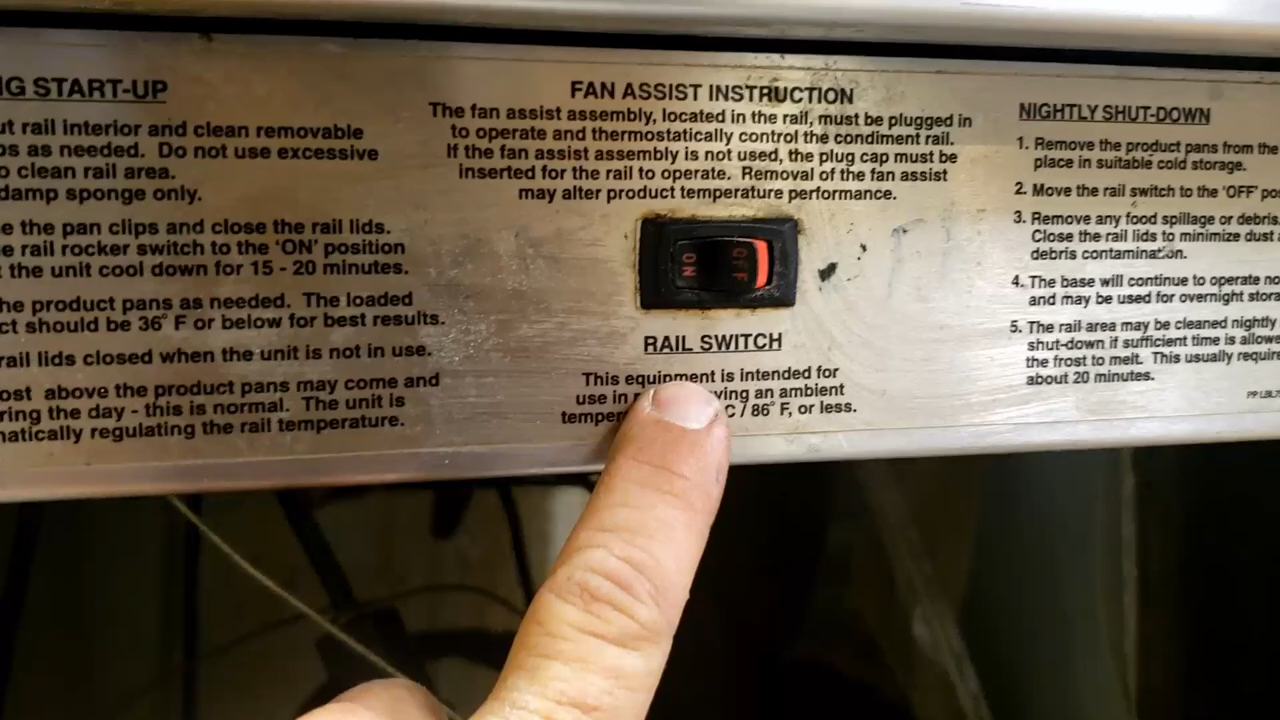 G START-UP
ut rail interior and clean removable
ps as needed. Do not use excessive
o clean rail area.
damp sponge only.
e the pan clips and close the rail lids.
e rail rocker switch to the 'ON' position
t the unit cool down for 15 - 20 minutes.
he product pans as needed. The loaded
ct should be 36° F or below for best results.
rail lids closed when the unit is not in use.
ost above the product pans may come and
ring the day - this is normal. The unit is
matically regulating the rail temperature.
FAN ASSIST INSTRUCTION
The fan assist assembly, located in the rail, must be plugged in
to operate and thermostatically control the condiment rail.
If the fan assist assembly is not used, the plug cap must be
inserted for the rail to operate. Removal of the fan assist
may alter product temperature performance.
ON OFF
RAIL SWITCH
This equipment is intended for
use in ving an ambient
temper C / 86° F, or less.
NIGHTLY SHUT-DOWN
1. Remove the product pans from the
place in suitable cold storage.
2. Move the rail switch to the 'OFF' po
3. Remove any food spillage or debris.
Close the rail lids to minimize dust
debris contamination.
4. The base will continue to operate no
and may be used for overnight stora
5. The rail area may be cleaned nightly
shut-down if sufficient time is allowe
the frost to melt. This usually require
about 20 minutes.